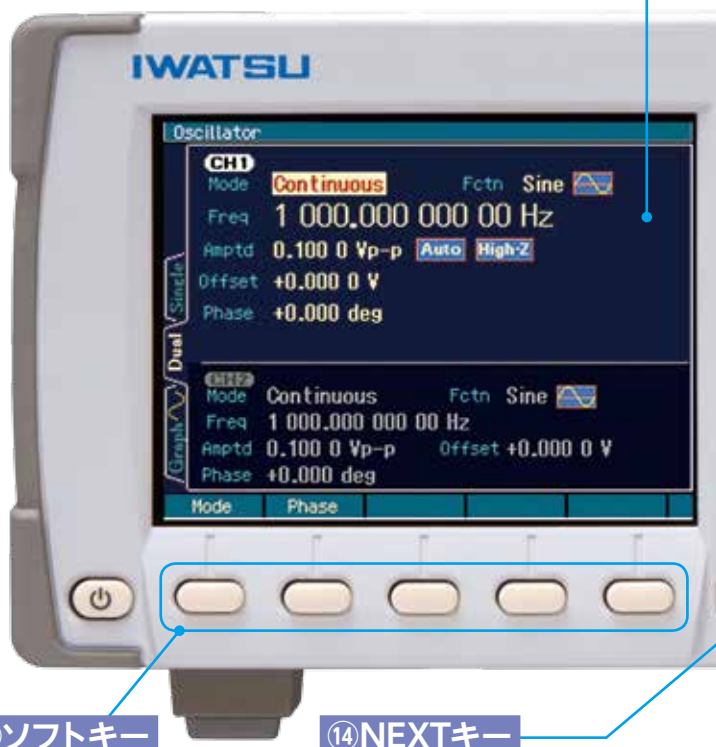 IWATSU
Oscillator
CH1
Mode Continuous Fctn Sine
Freq 1 000.000 000 00 Hz
Amptd 0.100 0 Vp-p Auto High-Z
Offset +0.000 0 V
Phase +0.000 deg
Single
Dual
Graph
CH2
Mode Continuous Fctn Sine
Freq 1 000.000 000 00 Hz
Amptd 0.100 0 Vp-p Offset +0.000 0 V
Phase +0.000 deg
Mode Phase
ソフトキー
⑭NEXTキー